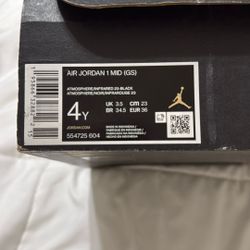 AIR JORDAN 1 MID (GS)
ATMOSPHERE/INFRARED 23-BLACK
ATMOSPHERE/NOIR/INFRAROUGE 23
4Y
UK 3.5 CM 23
BR 34.5 EUR 36
JORDAN.COM
554725 604
MADE IN INDONESIA /